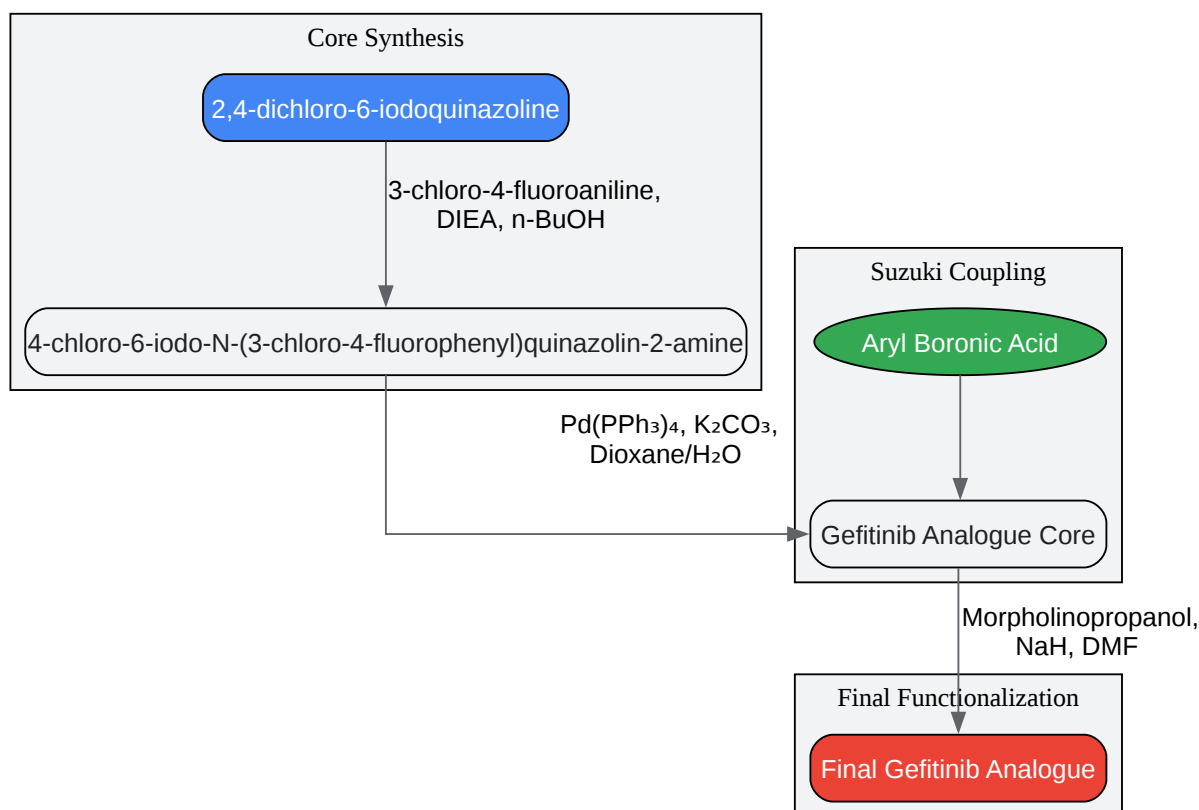 Core Synthesis
2,4-dichloro-6-iodoquinazoline
3-chloro-4-fluoroaniline,
DIEA, n-BuOH
4-chloro-6-iodo-N-(3-chloro-4-fluorophenyl)quinazolin-2-amine
Suzuki Coupling
Aryl Boronic Acid
Pd(PPh₃)₄, K₂CO₃,
Dioxane/H₂O
Gefitinib Analogue Core
Morpholinopropanol,
NaH, DMF
Final Functionalization
Final Gefitinib Analogue